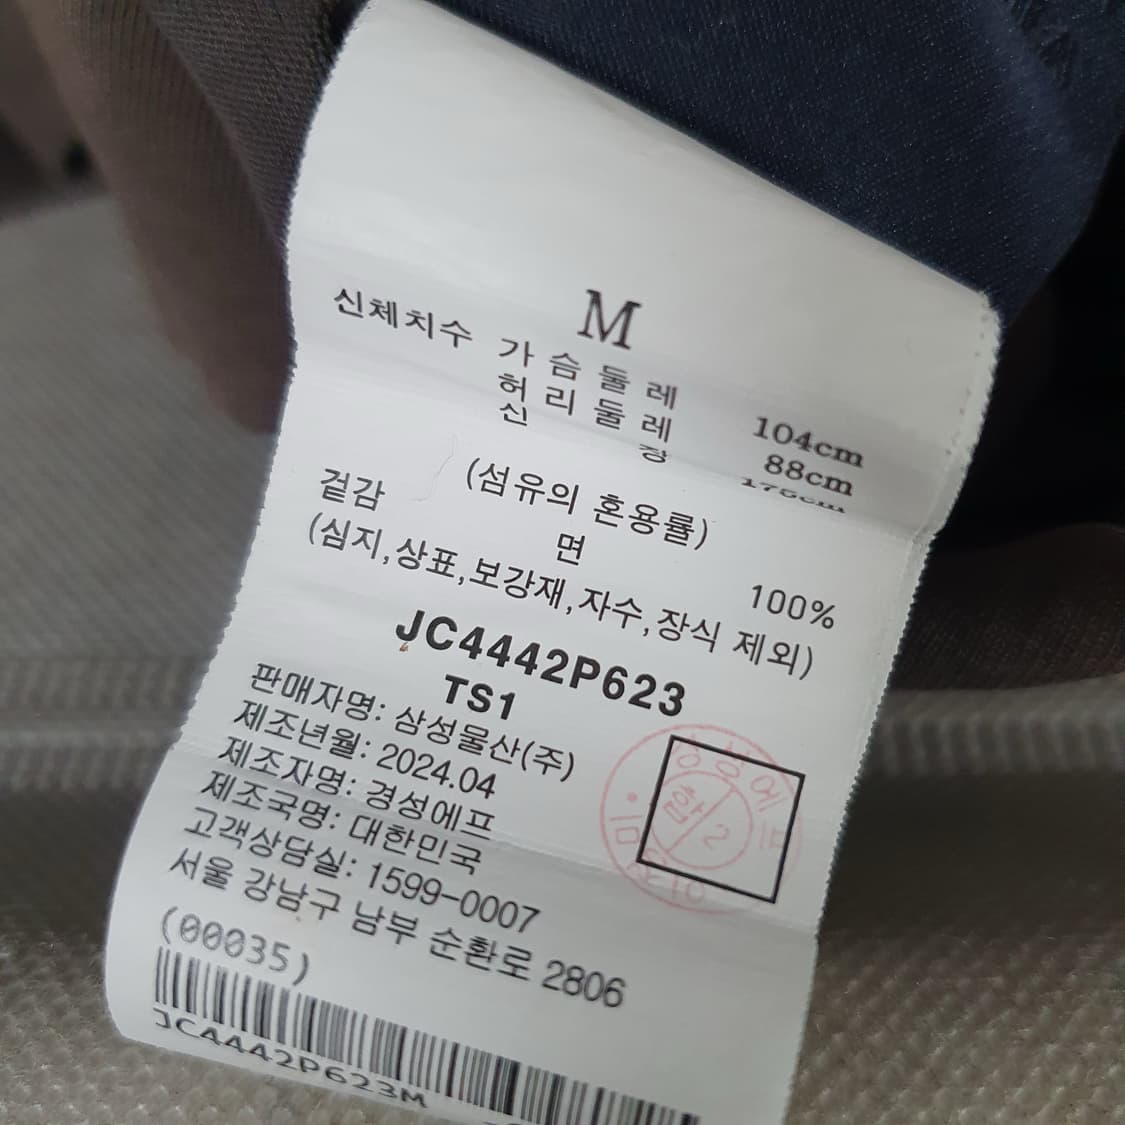 M
신체치수 가슴둘레 104cm
허리둘레 88cm
신장 175cm
(섬유의 혼용률)
겉감 면 100%
(심지,상표,보강재,자수,장식 제외)
JC4442P623
TS1
판매자명: 삼성물산(주)
제조년월: 2024.04
제조자명: 경성에프
제조국명: 대한민국
고객상담실: 1599-0007
서울 강남구 남부 순환로 2806
(00035)
JC4442P623M